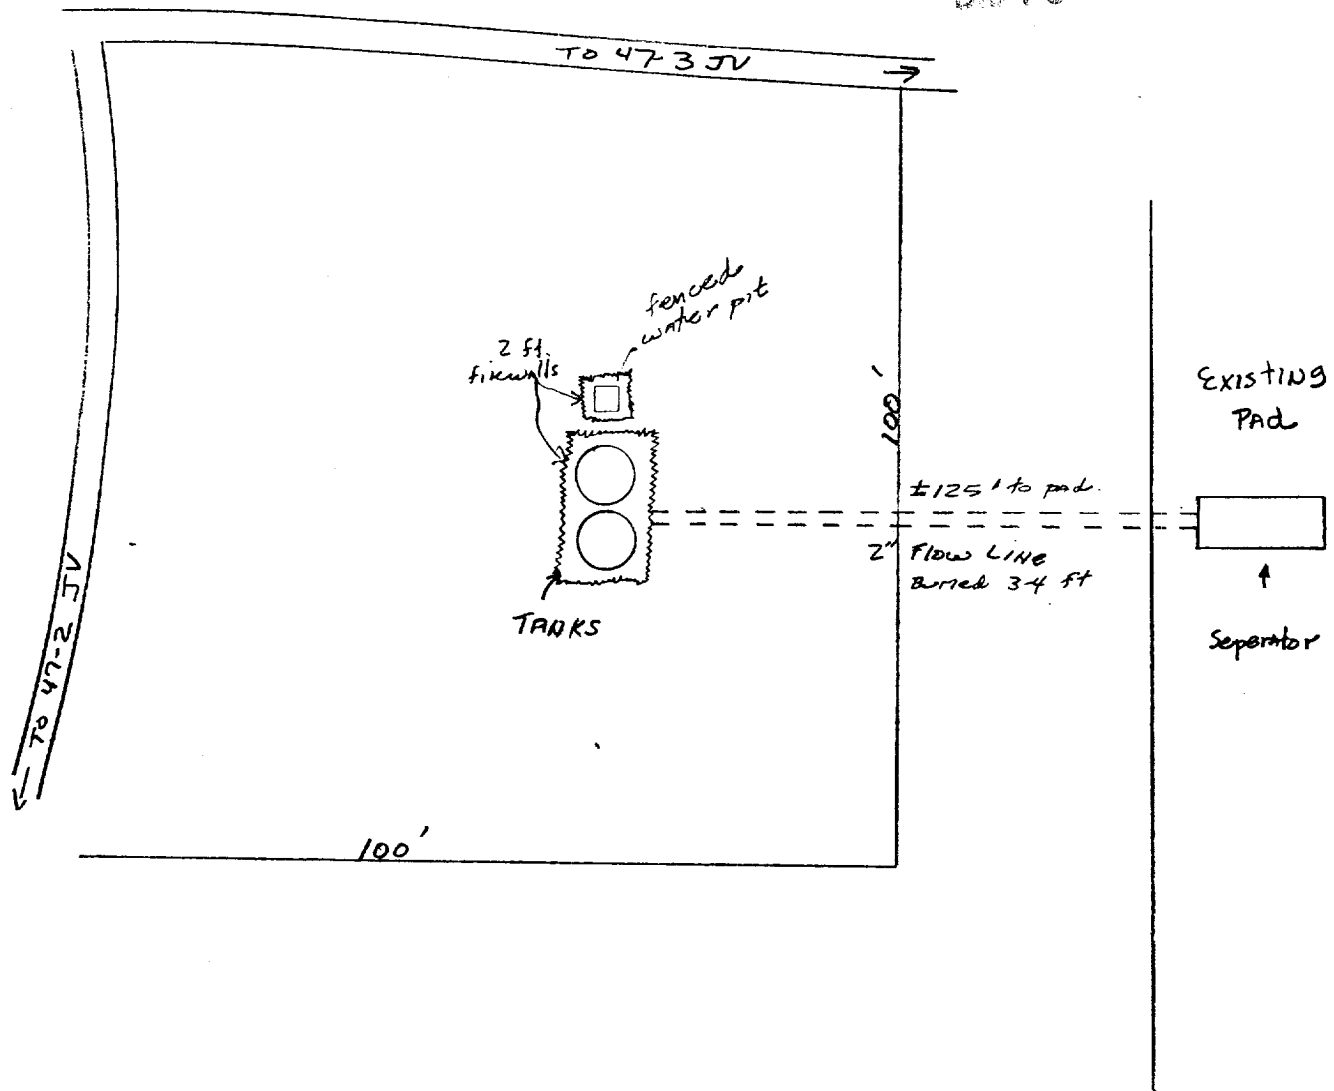 TO 47-3 JV
fenced
water pit
2 ft.
firewalls
100'
EXISTING
PAd
±125' to pad.
2" FLOW LINE
Buried 3-4 ft
TANKS
Seperator
TO 47-2 JV
100'